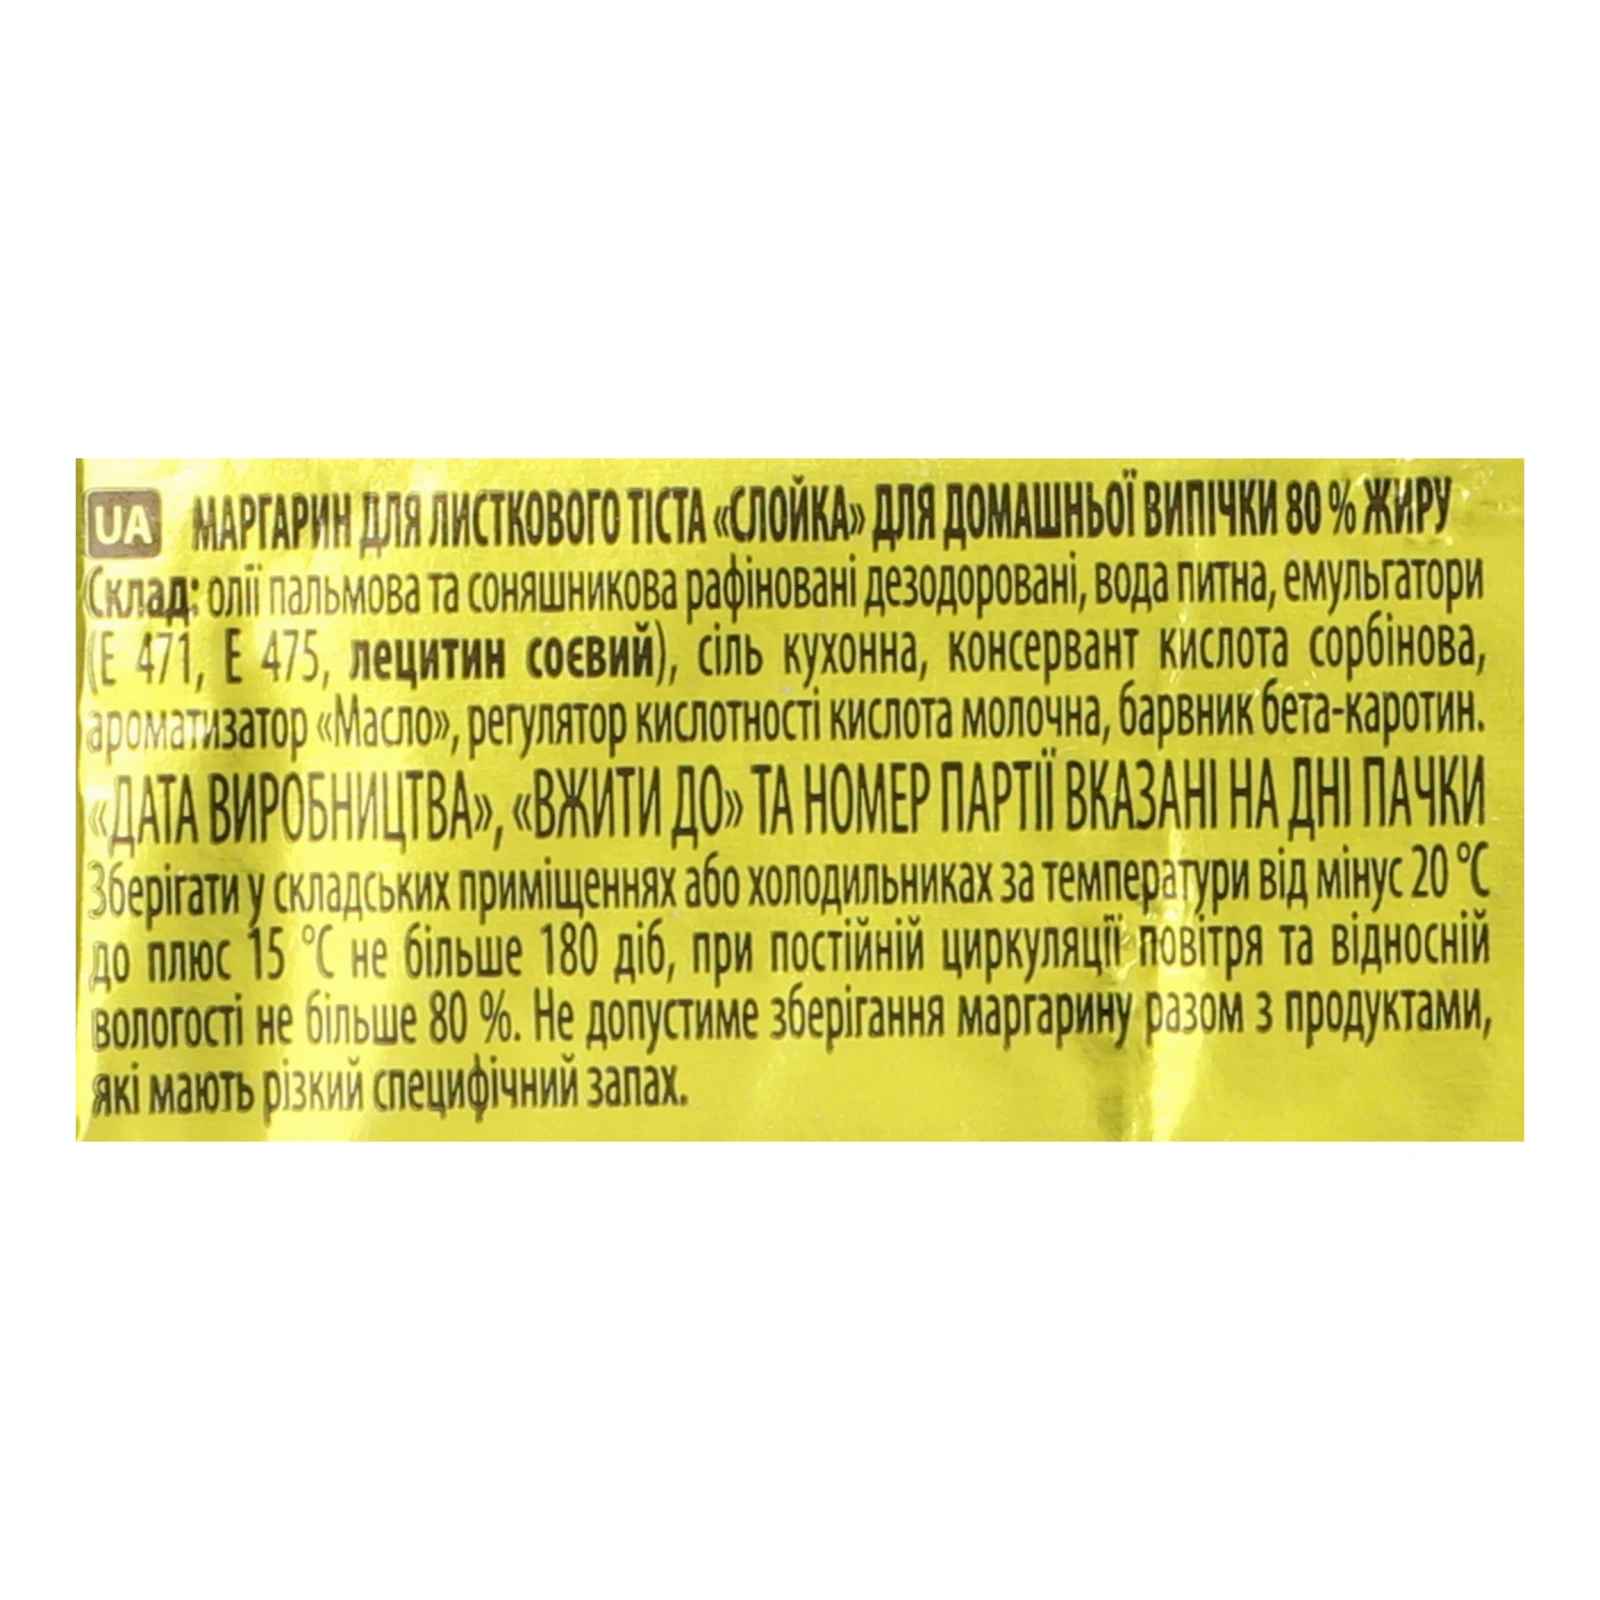 UA МАРГАРИН ДЛЯ ЛИСТКОВОГО ТІСТА «СЛОЙКА» ДЛЯ ДОМАШНЬОЇ ВИПІЧКИ 80 % ЖИРУ
Склад: олії пальмова та соняшникова рафіновані дезодоровані, вода питна, емульгатори
(Е 471, Е 475, лецитин соєвий), сіль кухонна, консервант кислота сорбінова,
ароматизатор «Масло», регулятор кислотності кислота молочна, барвник бета-каротин.
«ДАТА ВИРОБНИЦТВА», «ВЖИТИ ДО» ТА НОМЕР ПАРТІЇ ВКАЗАНІ НА ДНІ ПАЧКИ
Зберігати у складських приміщеннях або холодильниках за температури від мінус 20 °С
до плюс 15 °С не більше 180 діб, при постійній циркуляції повітря та відносній
вологості не більше 80 %. Не допустиме зберігання маргарину разом з продуктами,
які мають різкий специфічний запах.